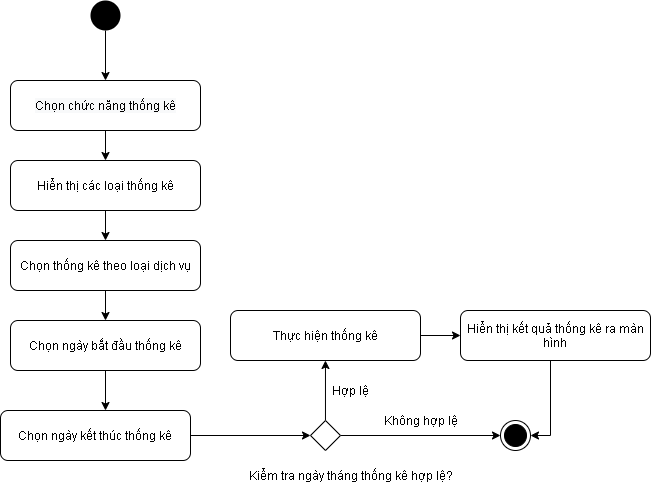 Chọn chức năng thống kê
Hiển thị các loại thống kê
Chọn thống kê theo loại dịch vụ
Chọn ngày bắt đầu thống kê
Chọn ngày kết thúc thống kê
Thực hiện thống kê
Hiển thị kết quả thống kê ra màn
hình
Hợp lệ
Không hợp lệ
Kiểm tra ngày tháng thống kê hợp lệ?